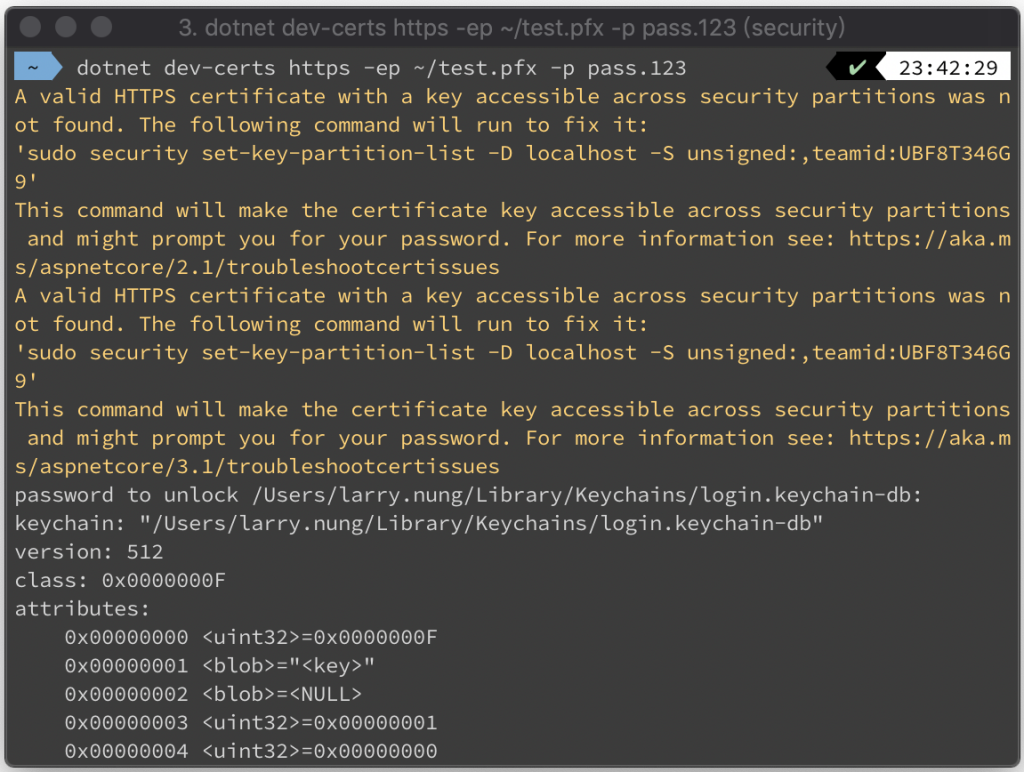 3. dotnet dev-certs https -ep ~/test.pfx -p pass.123 (security)
~ dotnet dev-certs https -ep ~/test.pfx -p pass.123 ✔ 23:42:29
A valid HTTPS certificate with a key accessible across security partitions was n
ot found. The following command will run to fix it:
'sudo security set-key-partition-list -D localhost -S unsigned:,teamid:UBF8T346G
9'
This command will make the certificate key accessible across security partitions
 and might prompt you for your password. For more information see: https://aka.m
s/aspnetcore/2.1/troubleshootcertissues
A valid HTTPS certificate with a key accessible across security partitions was n
ot found. The following command will run to fix it:
'sudo security set-key-partition-list -D localhost -S unsigned:,teamid:UBF8T346G
9'
This command will make the certificate key accessible across security partitions
 and might prompt you for your password. For more information see: https://aka.m
s/aspnetcore/3.1/troubleshootcertissues
password to unlock /Users/larry.nung/Library/Keychains/login.keychain-db:
keychain: "/Users/larry.nung/Library/Keychains/login.keychain-db"
version: 512
class: 0x0000000F
attributes:
    0x00000000 <uint32>=0x0000000F
    0x00000001 <blob>="<key>"
    0x00000002 <blob>=<NULL>
    0x00000003 <uint32>=0x00000001
    0x00000004 <uint32>=0x00000000